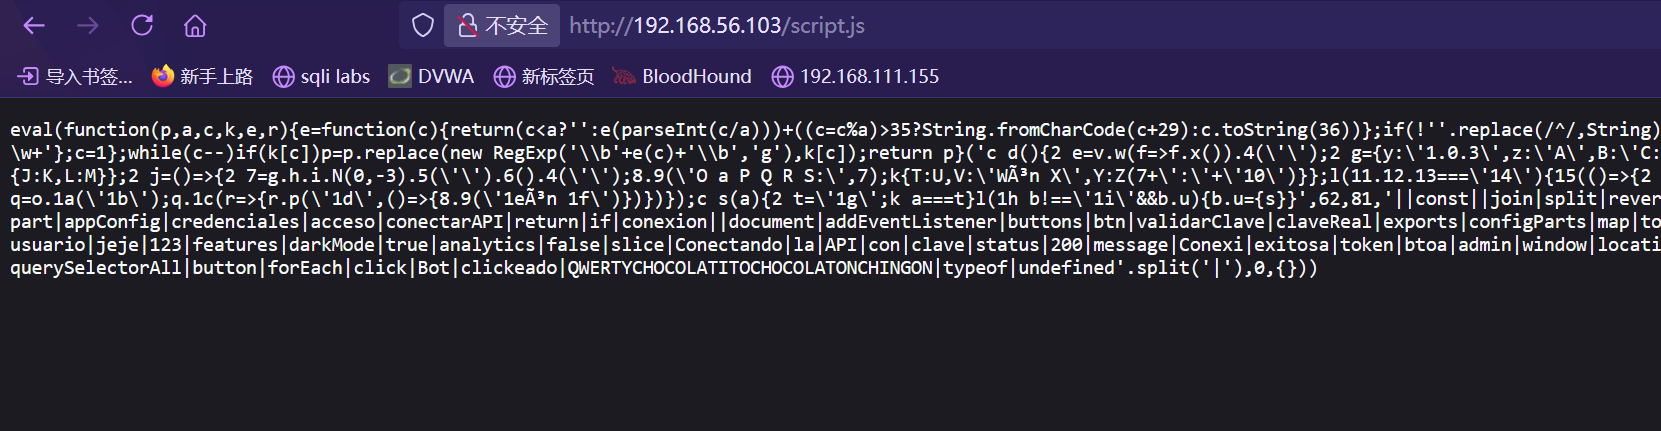 不安全 http://192.168.56.103/script.js
导入书签... 新手上路 sqli labs DVWA 新标签页 BloodHound 192.168.111.155
eval(function(p,a,c,k,e,r){e=function(c){return(c<a?'':e(parseInt(c/a)))+((c=c%a)>35?String.fromCharCode(c+29):c.toString(36))};if(!''.replace(/^/,String)
\w+'};c=1};while(c--)if(k[c])p=p.replace(new RegExp('\\b'+e(c)+'\\b','g'),k[c]);return p}('c d(){2 e=v.w(f=>f.x()).4(\'\');2 g={y:\'1.0.3\',z:\'A\',B:\'C:
{J:K,L:M}};2 j=()=>{2 7=g.h.i.N(0,-3).5(\'\').6().4(\'\');8.9(\'O a P Q R S:\',7);k{T:U,V:\'WÃ³n X\',Y:Z(7+\':\'+\'10\')}};l(11.12.13===\'14\'){15(()=>{2
q=o.1a(\'1b\');q.1c(r=>{r.p(\'1d\',()=>{8.9(\'1eÃ³n 1f\')})})});c s(a){2 t=\'1g\';k a===t}l(1h b!==\'1i\'&&b.u){b.u={s}}',62,81,'||const||join|split|rever
part|appConfig|credenciales|acceso|conectarAPI|return|if|conexion||document|addEventListener|buttons|btn|validarClave|claveReal|exports|configParts|map|to
usuario|jeje|123|features|darkMode|true|analytics|false|slice|Conectando|la|API|con|clave|status|200|message|Conexi|exitosa|token|btoa|admin|window|locati
querySelectorAll|button|forEach|click|Bot|clickeado|QWERTYCHOCOLATITOCHOCOLATONCHINGON|typeof|undefined'.split('|'),0,{}))